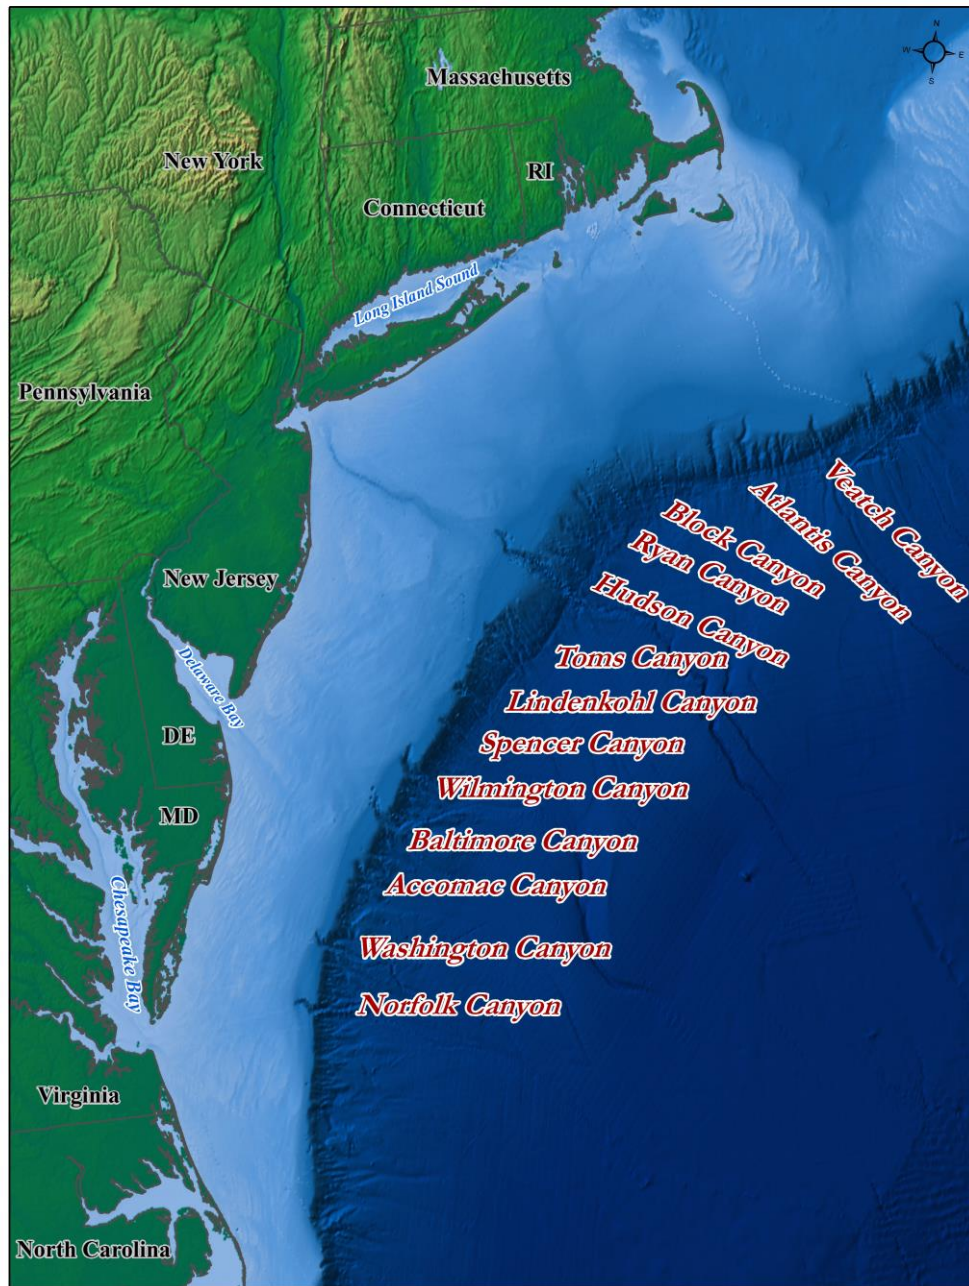 N
W
E
S
Massachusetts
New York
RI
Connecticut
Long Island Sound
Pennsylvania
Veatch Canyon
Atlantis Canyon
Block Canyon
Ryan Canyon
New Jersey
Hudson Canyon
Toms Canyon
Delaware Bay
Lindenkohl Canyon
DE
Spencer Canyon
Wilmington Canyon
MD
Baltimore Canyon
Accomac Canyon
Chesapeake Bay
Washington Canyon
Norfolk Canyon
Virginia
North Carolina